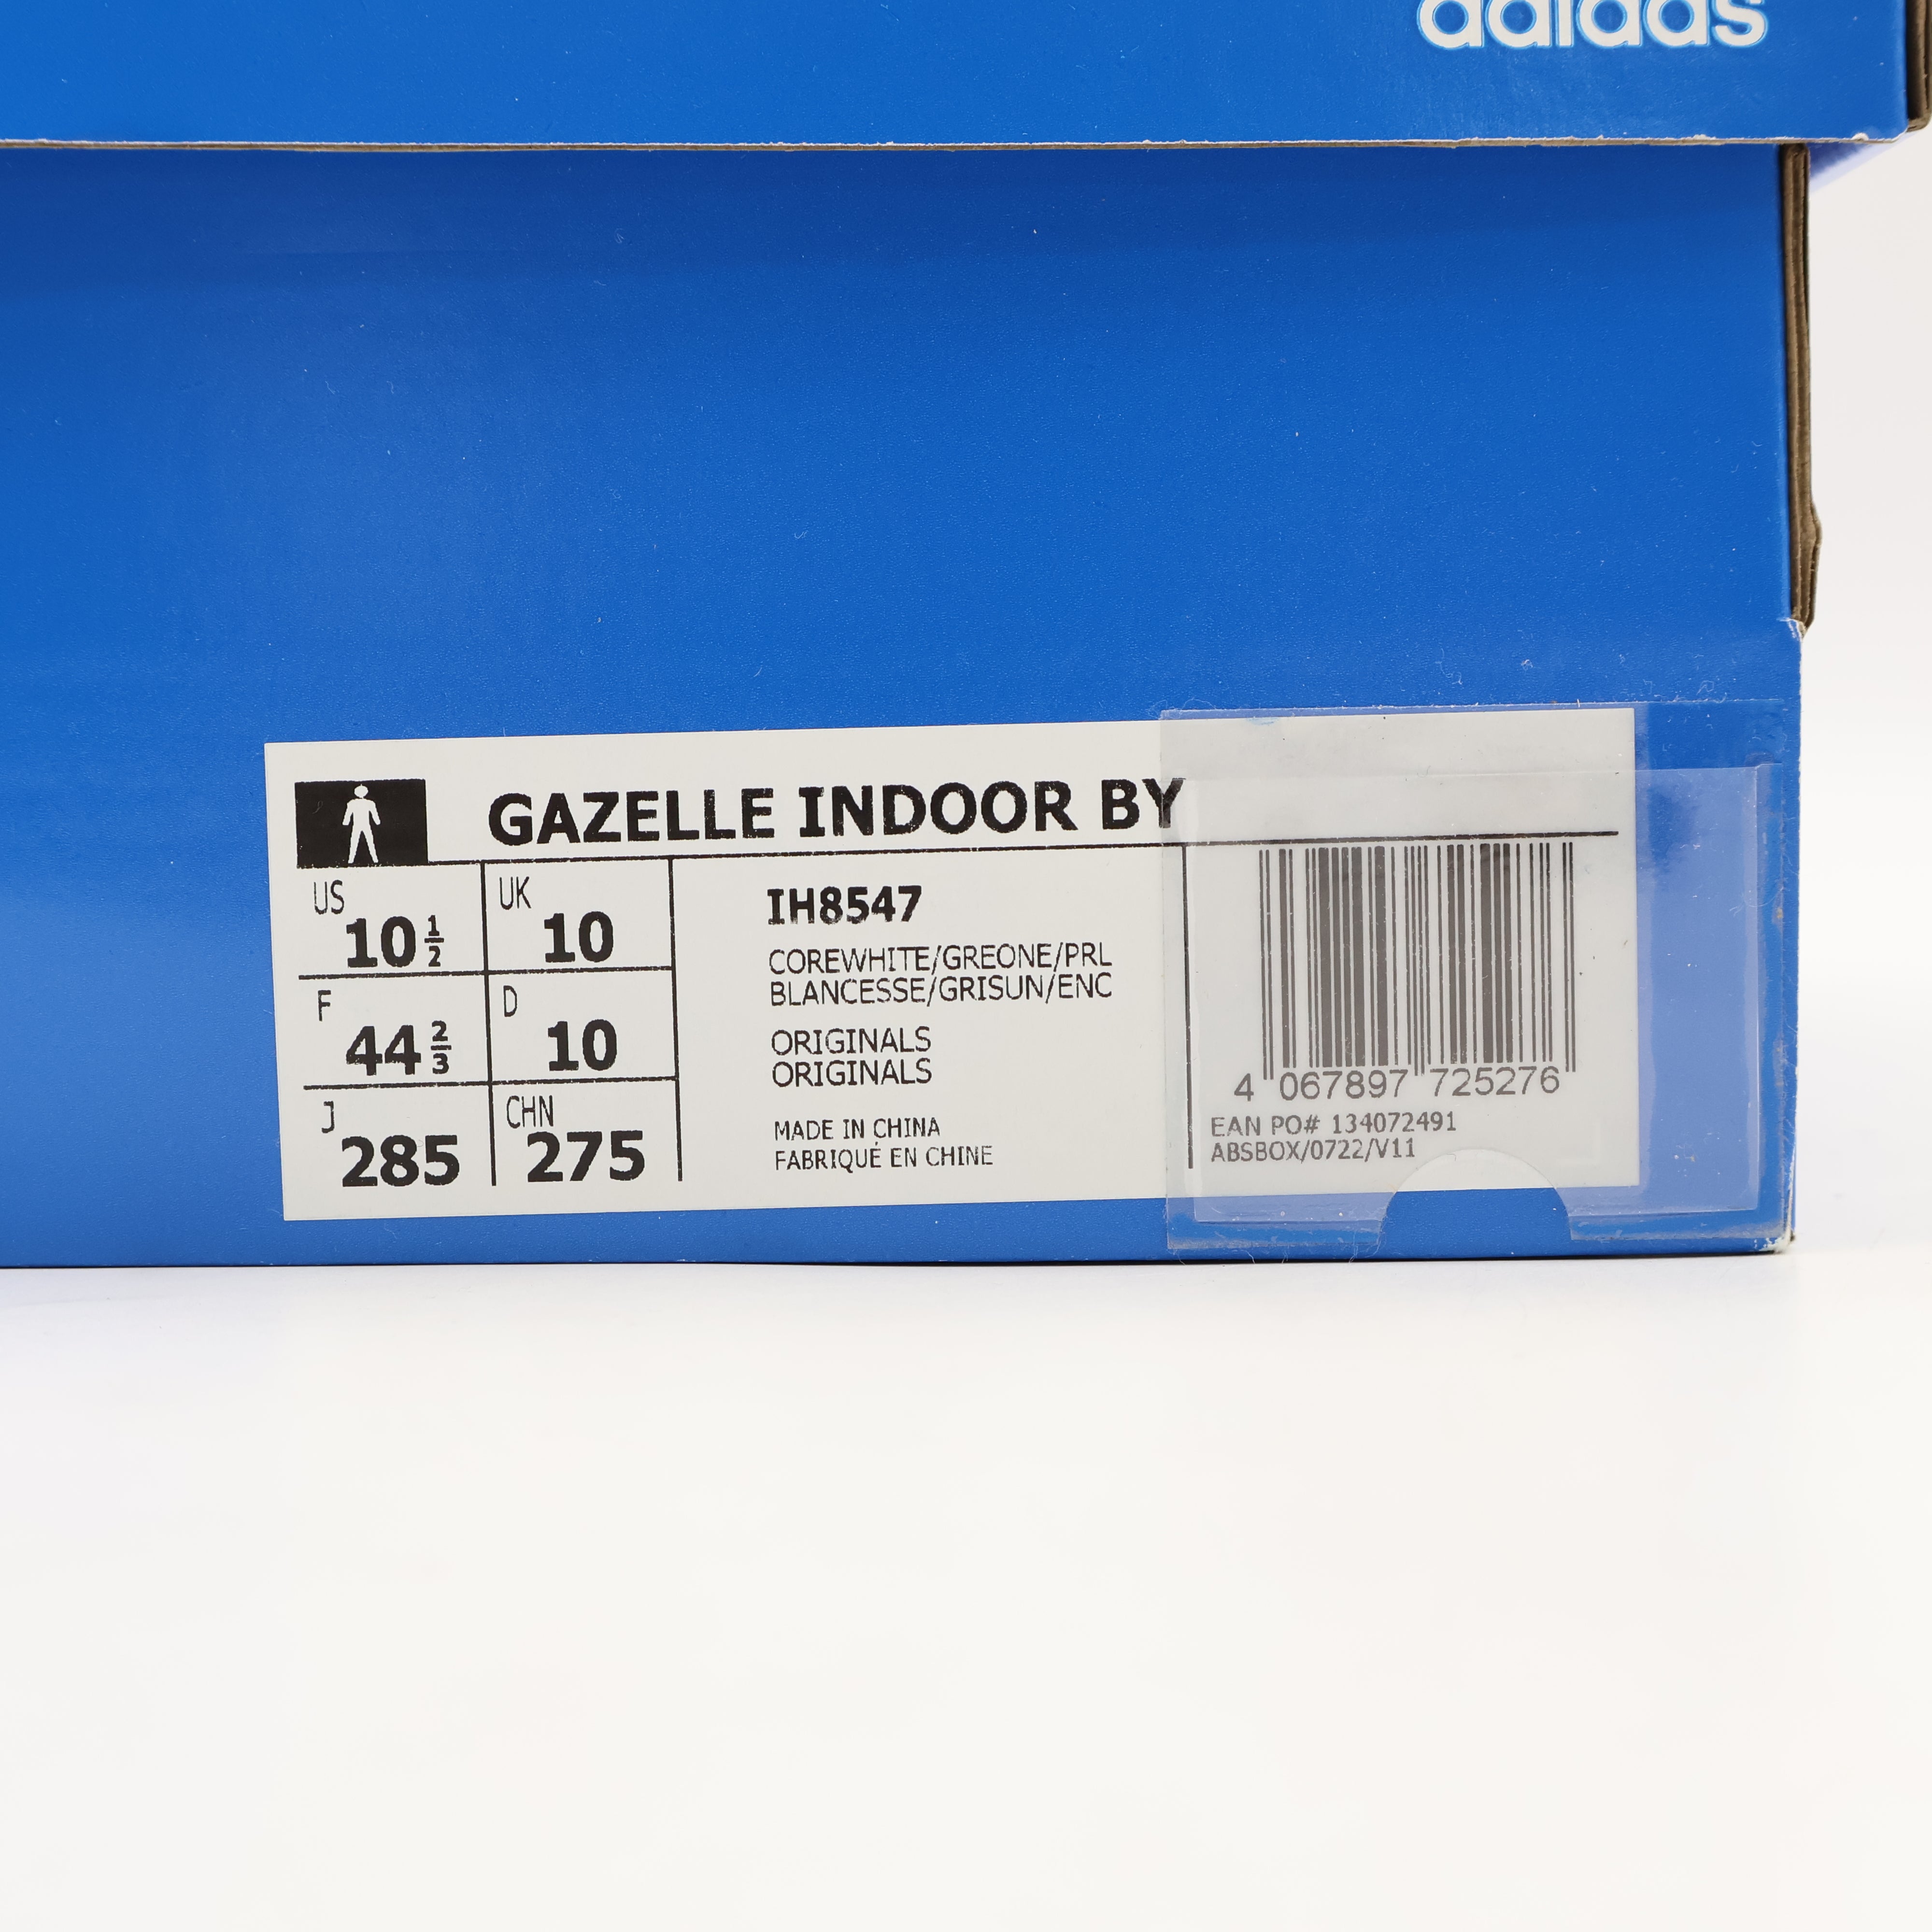 adidas
GAZELLE INDOOR BY
US
10 1/2
UK
10
F
44 2/3
D
10
J
285
CHN
275
IH8547
COREWHITE/GREONE/PRL
BLANCESSE/GRISUN/ENC
ORIGINALS
ORIGINALS
MADE IN CHINA
FABRIQUÉ EN CHINE
4 067897 725276
EAN PO# 134072491
ABSBOX/0722/V11